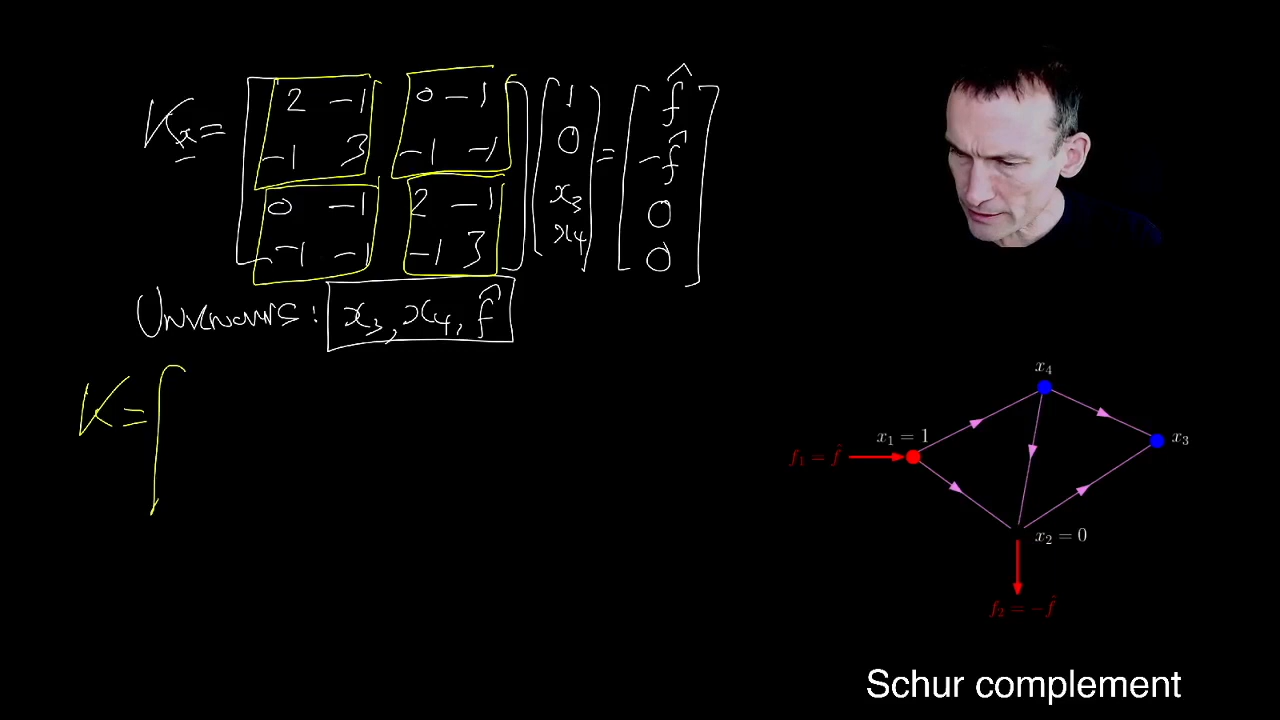 Kx = [ 2 -1 0 -1 ] [ 1 ] = [ f̂ ]
-1 3 -1 -1 0 -f̂
0 -1 2 -1 x₃ 0
-1 -1 -1 3 x₄ 0
Unknowns: x₃, x₄, f̂
K = [
x₄
x₁ = 1
x₃
f₁ = f̂
x₂ = 0
f₂ = -f̂
Schur complement